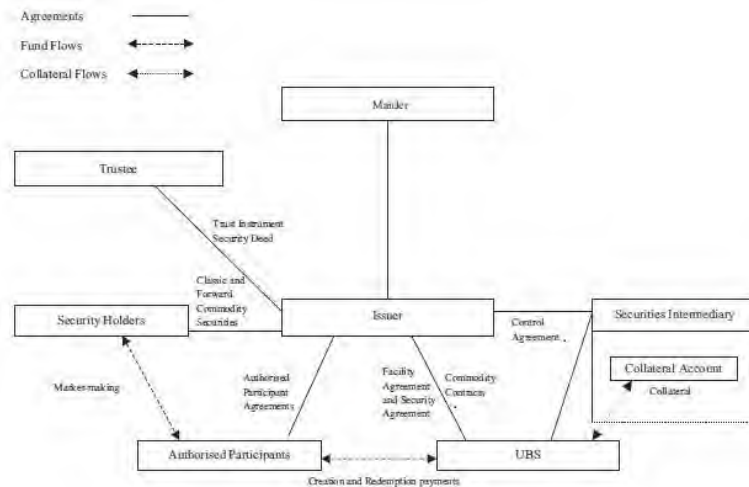 Agreements
Fund Flows
Collateral Flows
Manager
Trustee
Trust Instrument
Security Deed
Classic and
Forward
Commodity
Securities
Security Holders
Issuer
Securities Intermediary
Control
Agreement
Collateral Account
Collateral
Market-making
Authorised
Participant
Agreements
Facility
Agreement
and Security
Agreement
Commodity
Contracts
Authorised Participants
UBS
Creation and Redemption payments